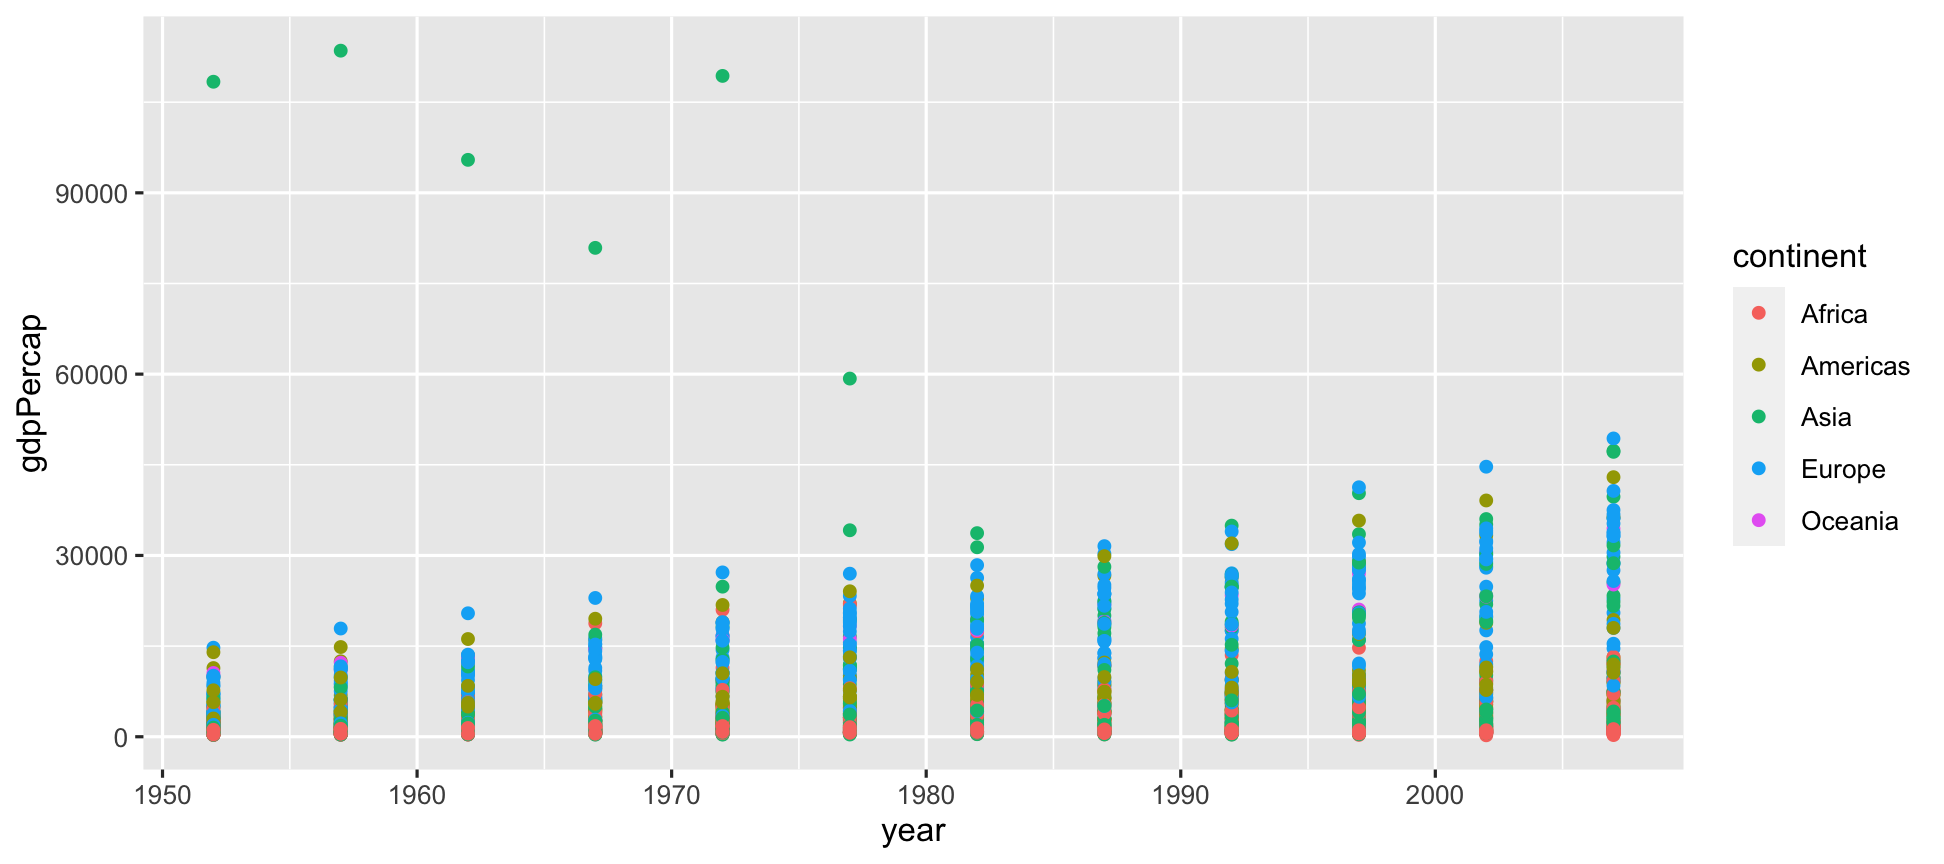 gdpPercap
90000
60000
30000
0
1950 1960 1970 1980 1990 2000
year
continent
Africa
Americas
Asia
Europe
Oceania